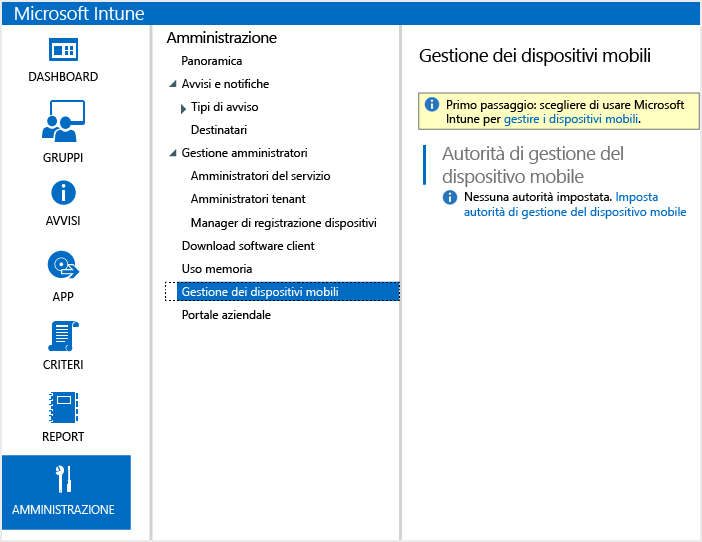 Microsoft Intune
DASHBOARD
GRUPPI
AVVISI
APP
CRITERI
REPORT
AMMINISTRAZIONE
Amministrazione
Panoramica
Avvisi e notifiche
Tipi di avviso
Destinatari
Gestione amministratori
Amministratori del servizio
Amministratori tenant
Manager di registrazione dispositivi
Download software client
Uso memoria
Gestione dei dispositivi mobili
Portale aziendale
Gestione dei dispositivi mobili
Primo passaggio: scegliere di usare Microsoft
Intune per gestire i dispositivi mobili.
Autorità di gestione del
dispositivo mobile
Nessuna autorità impostata. Imposta
autorità di gestione del dispositivo mobile